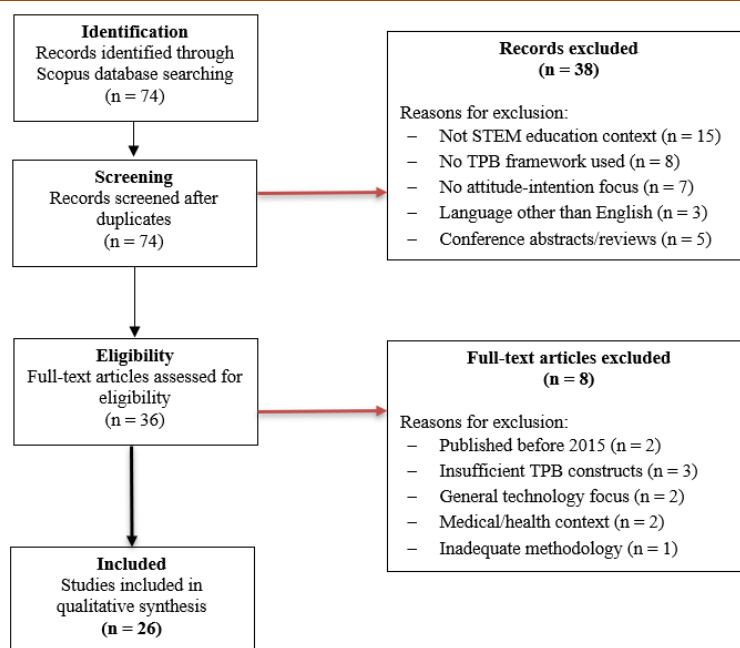 Identification
Records identified through
Scopus database searching
(n = 74)
Records excluded
(n = 38)
Reasons for exclusion:
– Not STEM education context (n = 15)
– No TPB framework used (n = 8)
– No attitude-intention focus (n = 7)
– Language other than English (n = 3)
– Conference abstracts/reviews (n = 5)
Screening
Records screened after
duplicates
(n = 74)
Eligibility
Full-text articles assessed for
eligibility
(n = 36)
Full-text articles excluded
(n = 8)
Reasons for exclusion:
– Published before 2015 (n = 2)
– Insufficient TPB constructs (n = 3)
– General technology focus (n = 2)
– Medical/health context (n = 2)
– Inadequate methodology (n = 1)
Included
Studies included in
qualitative synthesis
(n = 26)